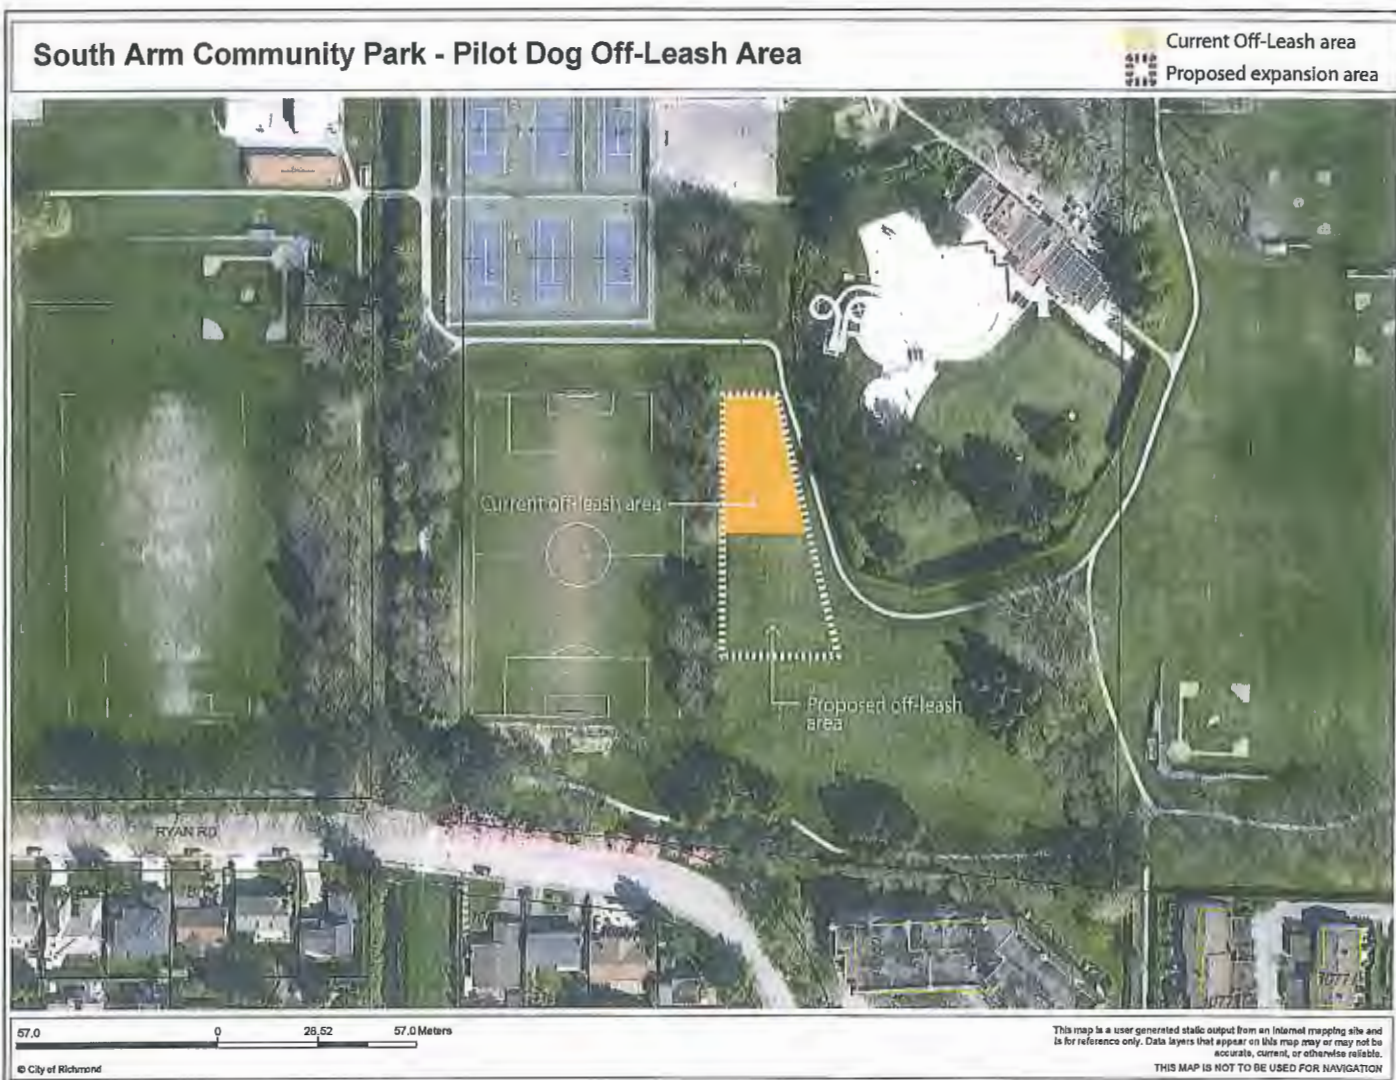 South Arm Community Park - Pilot Dog Off-Leash Area
Current Off-Leash area
Proposed expansion area
Current off-leash area
Proposed off-leash
area
RYAN RD
57.0
0
28.52
57.0 Meters
© City of Richmond
This map is a user generated static output from an Internet mapping site and
is for reference only. Data layers that appear on this map may or may not be
accurate, current, or otherwise reliable.
THIS MAP IS NOT TO BE USED FOR NAVIGATION